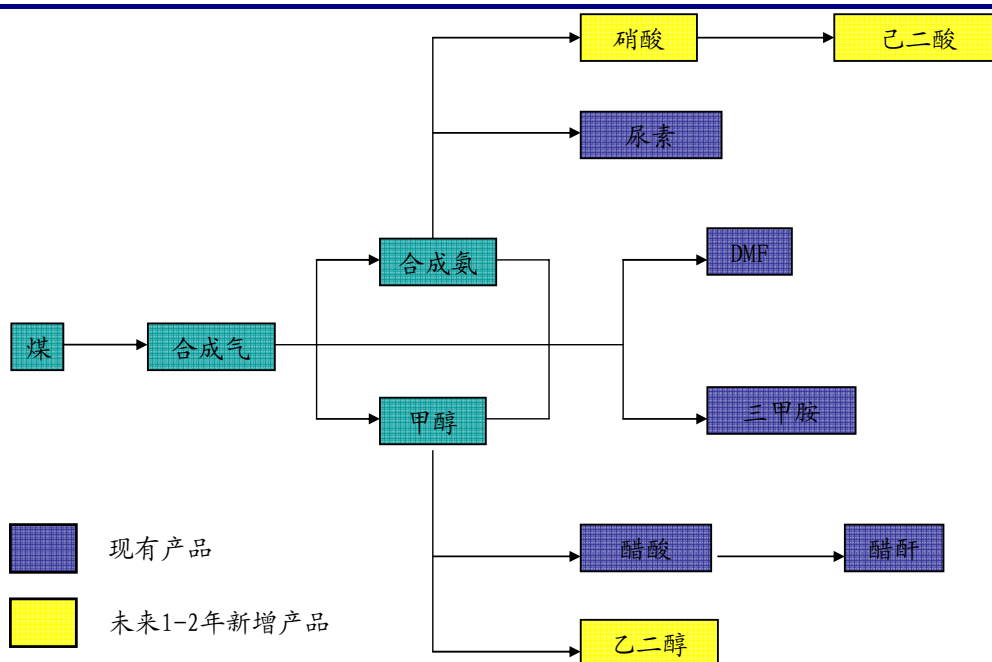 硝酸
己二酸
尿素
合成氨
DMF
煤
合成气
甲醇
三甲胺
现有产品
醋酸
醋酐
未来1-2年新增产品
乙二醇